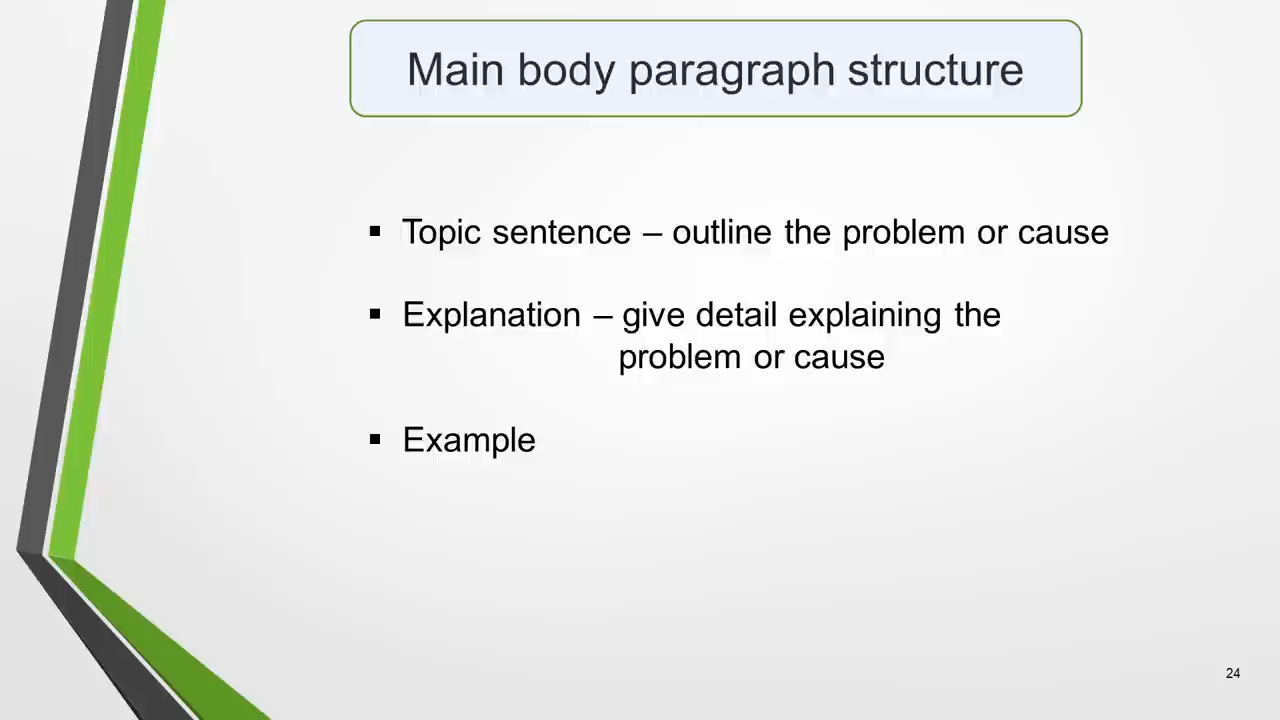 Main body paragraph structure
▪ Topic sentence – outline the problem or cause
▪ Explanation – give detail explaining the
problem or cause
▪ Example
24